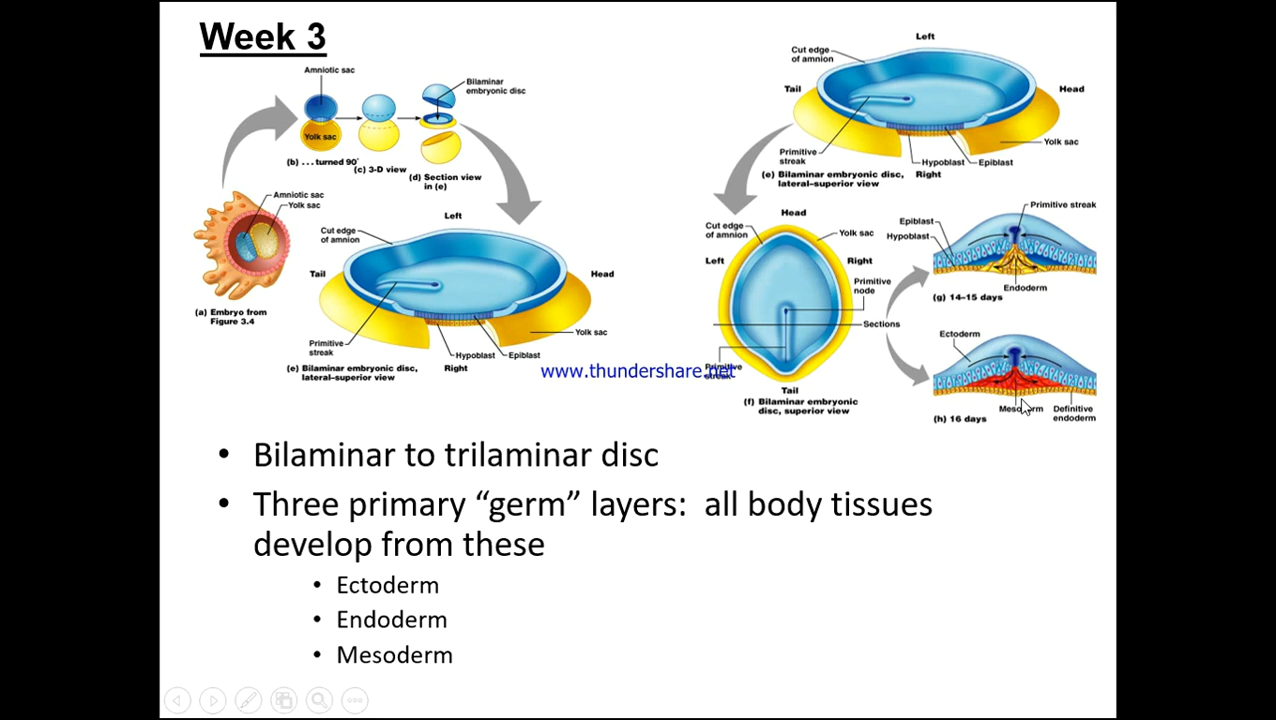 Week 3
Amniotic sac
Yolk sac
(b) . . . turned 90°
(c) 3-D view
Bilaminar
embryonic disc
(d) Section view
in (e)
Amniotic sac
Yolk sac
(a) Embryo from
Figure 3.4
Left
Cut edge
of amnion
Tail
Head
Yolk sac
Primitive
streak
Hypoblast
Epiblast
Right
(e) Bilaminar embryonic disc,
lateral–superior view
Left
Cut edge
of amnion
Tail
Head
Yolk sac
Primitive
streak
Hypoblast
Epiblast
Right
(e) Bilaminar embryonic disc,
lateral–superior view
Head
Cut edge
of amnion
Yolk sac
Left
Right
Primitive
node
Sections
Primitive
streak
Tail
(f) Bilaminar embryonic
disc, superior view
Primitive streak
Epiblast
Hypoblast
Endoderm
(g) 14–15 days
Ectoderm
Mesoderm
Definitive
endoderm
(h) 16 days
www.thundershare.net
• Bilaminar to trilaminar disc
• Three primary “germ” layers: all body tissues
develop from these
• Ectoderm
• Endoderm
• Mesoderm